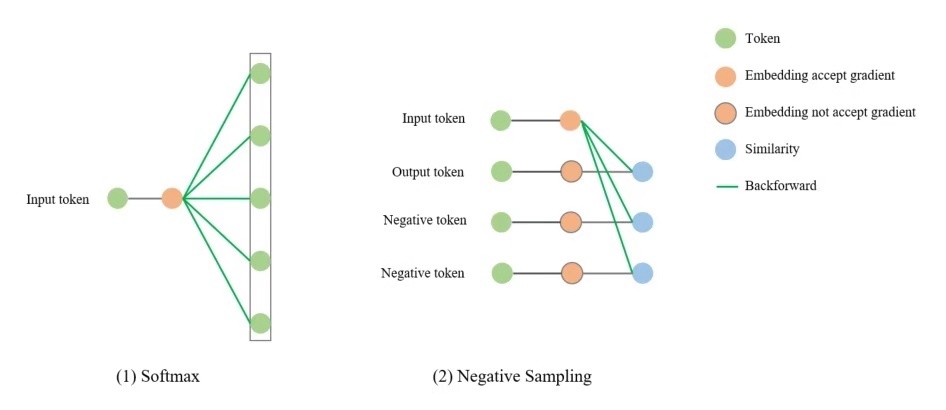 Input token
(1) Softmax
Input token
Output token
Negative token
Negative token
(2) Negative Sampling
Token
Embedding accept gradient
Embedding not accept gradient
Similarity
Backforward